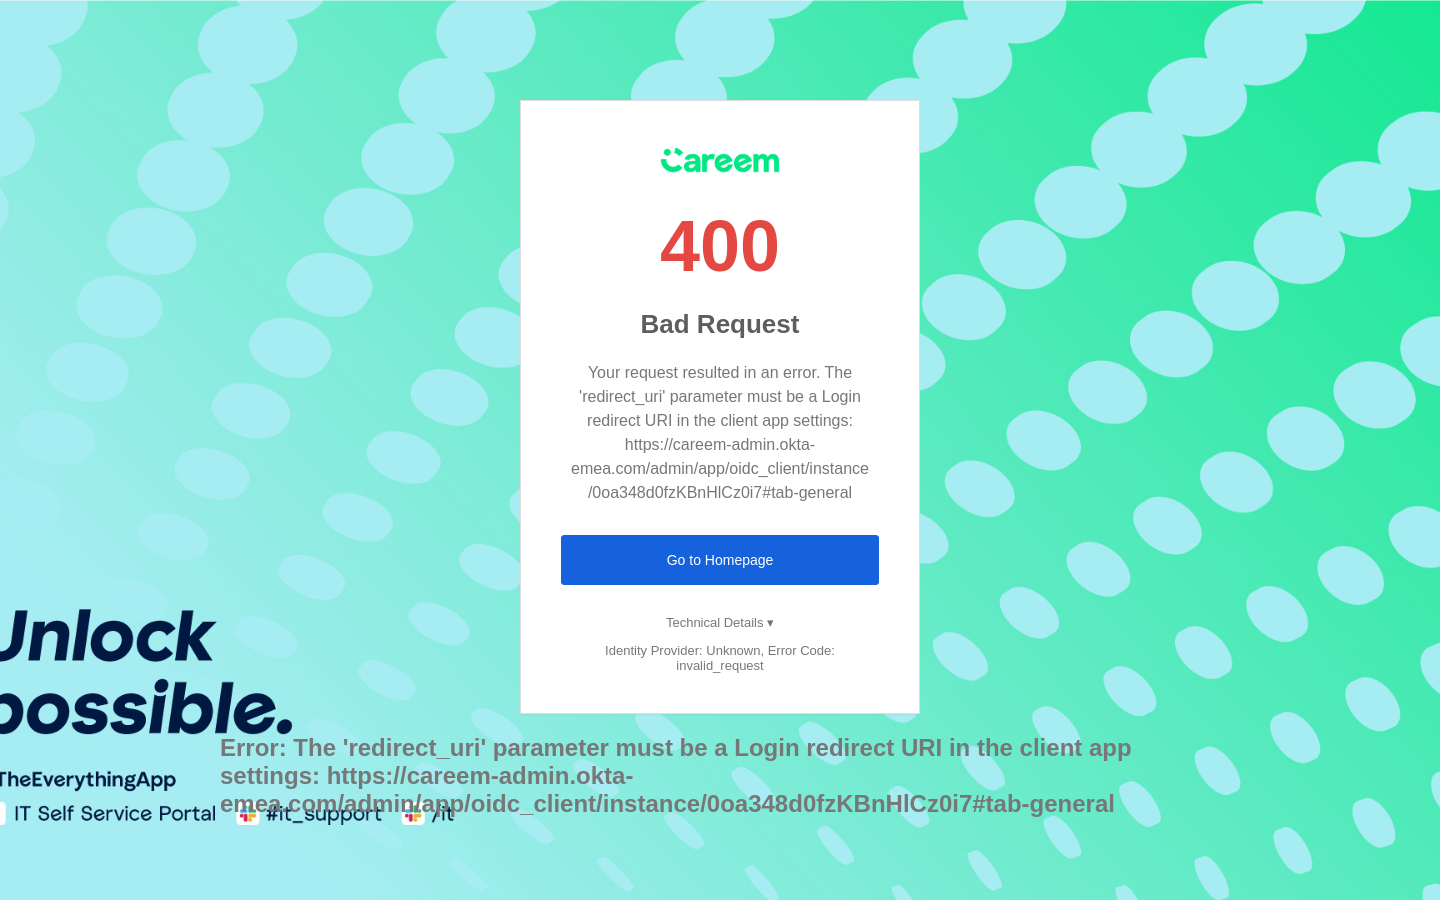 Careem
400
Bad Request
Your request resulted in an error. The
'redirect_uri' parameter must be a Login
redirect URI in the client app settings:
https://careem-admin.okta-
emea.com/admin/app/oidc_client/instance
/0oa348d0fzKBnHlCz0i7#tab-general
Go to Homepage
Technical Details ▾
Identity Provider: Unknown, Error Code:
invalid_request
Unlock
possible.
TheEverythingApp
IT Self Service Portal #it_support /it
Error: The 'redirect_uri' parameter must be a Login redirect URI in the client app
settings: https://careem-admin.okta-
emea.com/admin/app/oidc_client/instance/0oa348d0fzKBnHlCz0i7#tab-general